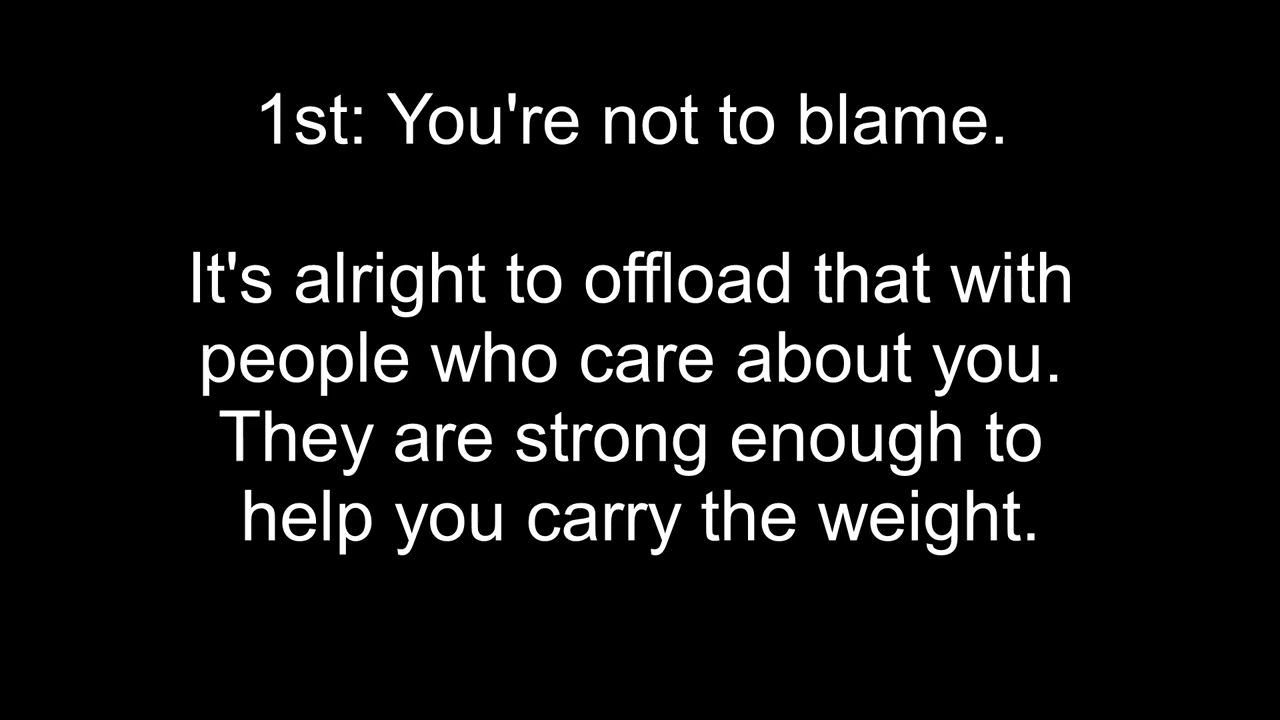 1st: You're not to blame.
It's alright to offload that with
people who care about you.
They are strong enough to
help you carry the weight.